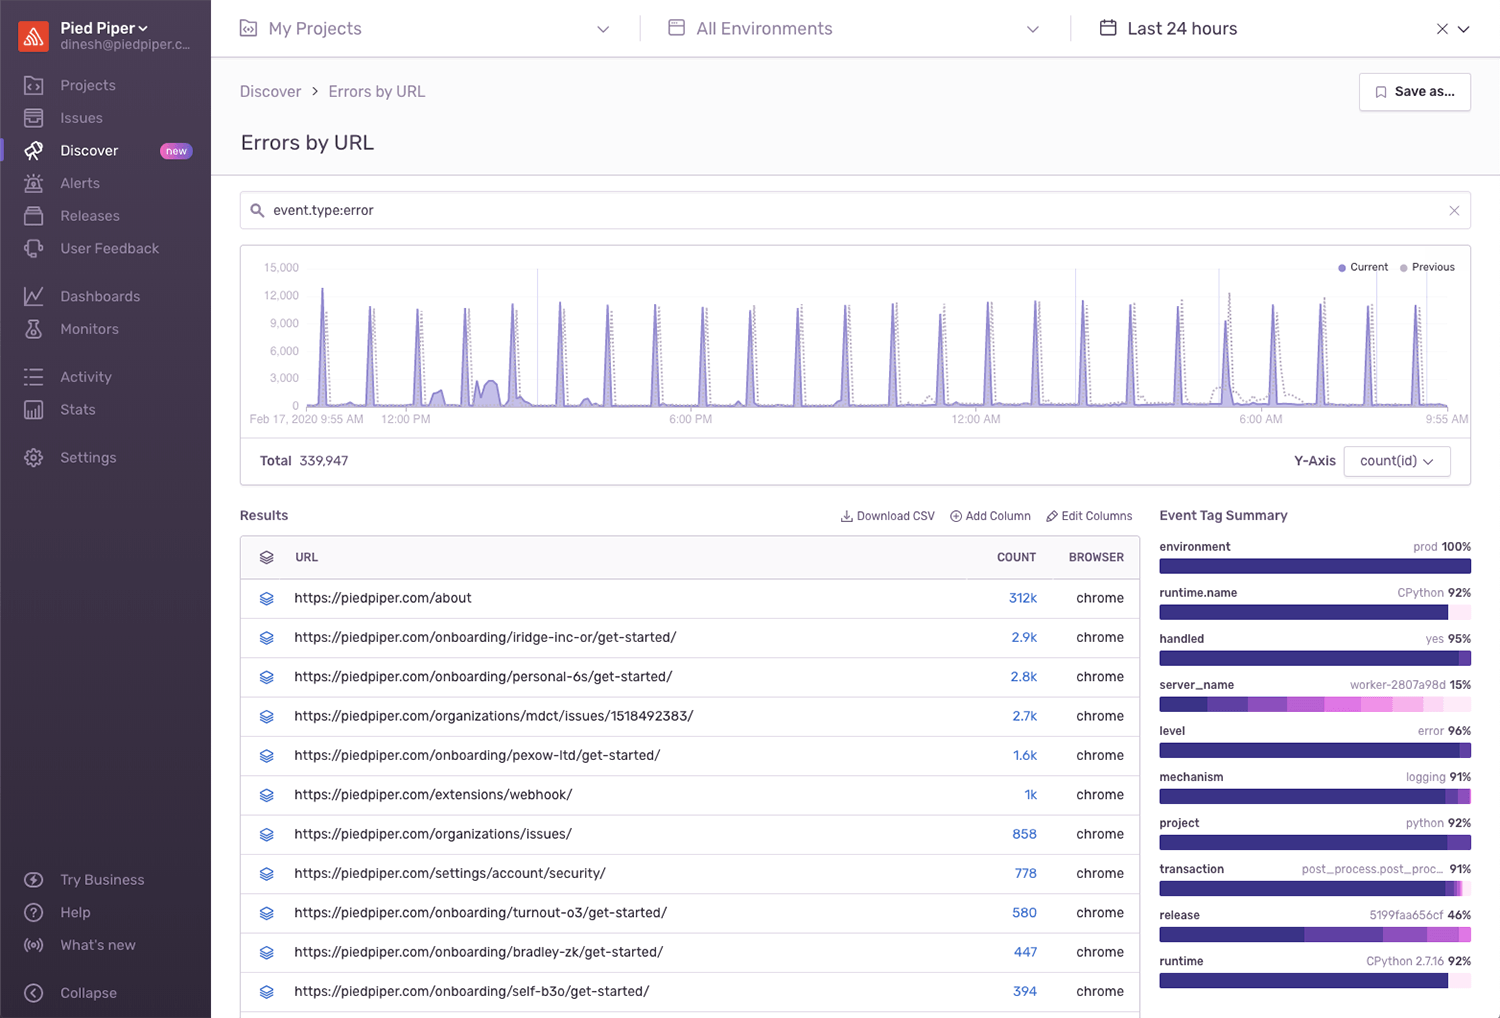 Pied Piper
dinesh@piedpiper.c...
Projects
Issues
Discover new
Alerts
Releases
User Feedback
Dashboards
Monitors
Activity
Stats
Settings
Try Business
Help
What's new
Collapse
My Projects
All Environments
Last 24 hours
Discover > Errors by URL
Save as...
Errors by URL
event.type:error
Current Previous
15,000
12,000
9,000
6,000
3,000
0
Feb 17, 2020 9:55 AM 12:00 PM 6:00 PM 12:00 AM 6:00 AM 9:55 AM
Total 339,947
Y-Axis count(id)
Results
Download CSV Add Column Edit Columns
URL COUNT BROWSER
https://piedpiper.com/about 312k chrome
https://piedpiper.com/onboarding/iridge-inc-or/get-started/ 2.9k chrome
https://piedpiper.com/onboarding/personal-6s/get-started/ 2.8k chrome
https://piedpiper.com/organizations/mdct/issues/1518492383/ 2.7k chrome
https://piedpiper.com/onboarding/pexow-ltd/get-started/ 1.6k chrome
https://piedpiper.com/extensions/webhook/ 1k chrome
https://piedpiper.com/organizations/issues/ 858 chrome
https://piedpiper.com/settings/account/security/ 778 chrome
https://piedpiper.com/onboarding/turnout-o3/get-started/ 580 chrome
https://piedpiper.com/onboarding/bradley-zk/get-started/ 447 chrome
https://piedpiper.com/onboarding/self-b3o/get-started/ 394 chrome
Event Tag Summary
environment prod 100%
runtime.name CPython 92%
handled yes 95%
server_name worker-2807a98d 15%
level error 96%
mechanism logging 91%
project python 92%
transaction post_process.post_proc... 91%
release 5199faa656cf 46%
runtime CPython 2.7.16 92%